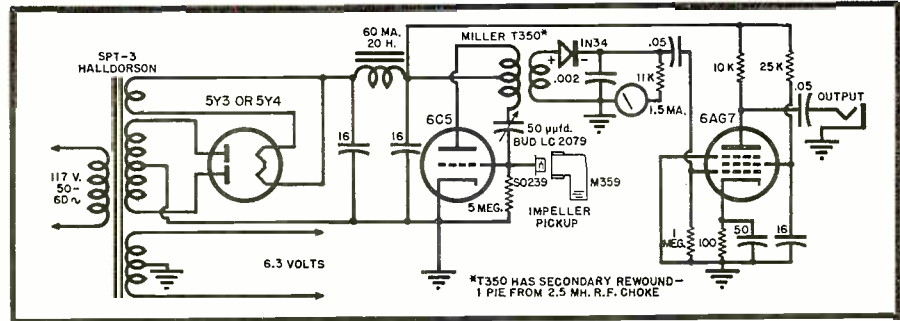 SPT-3
HALLDORSON
117 V.
50-
60~
5Y3 OR 5Y4
6.3 VOLTS
60 MA.
20 H.
16
16
6C5
MILLER T350*
50 µµfd.
BUD LC 2079
5 MEG.
SO239
M359
IMPELLER
PICKUP
+
1N34
-
.002
11K
1.5 MA.
.05
10K
25K
6AG7
.05
OUTPUT
1
MEG.
100
50
16
*T350 HAS SECONDARY REWOUND—
1 PIE FROM 2.5 MH. R.F. CHOKE